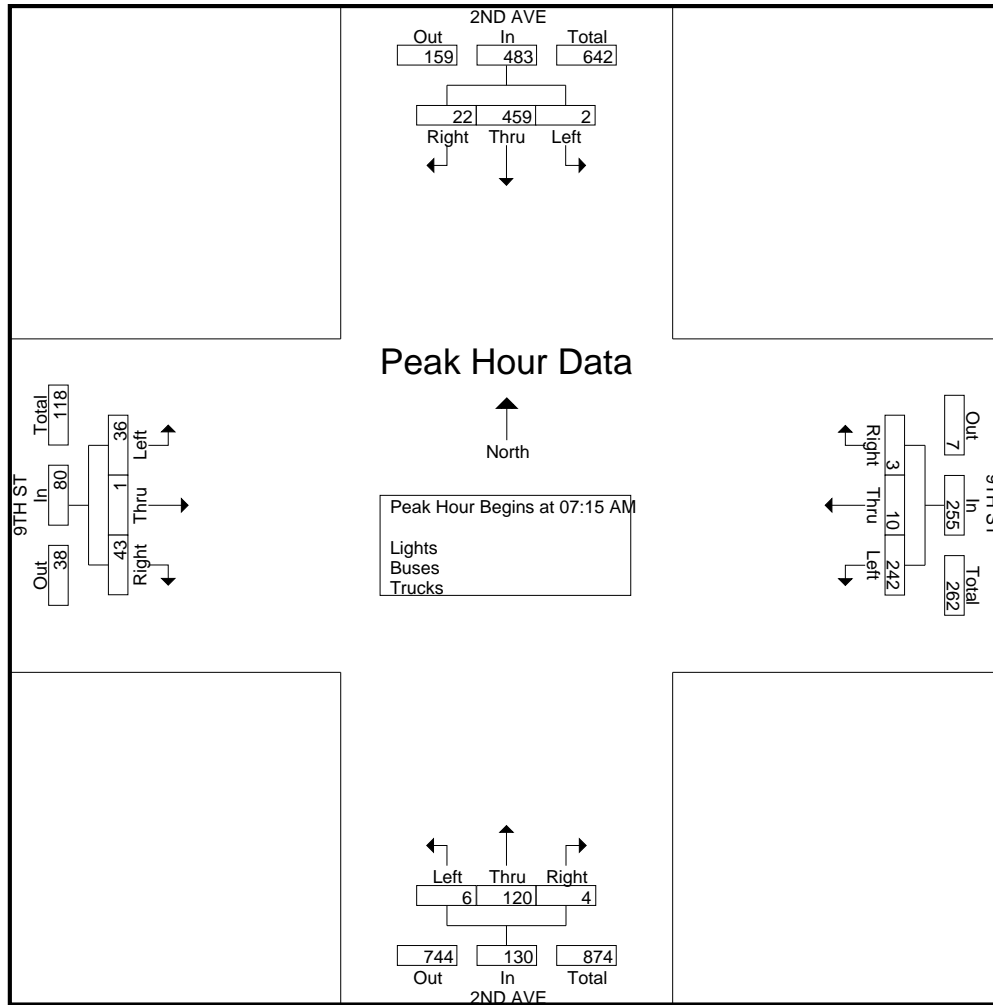 2ND AVE
Out In Total
159 483 642
22 459 2
Right Thru Left
Peak Hour Data
North
Peak Hour Begins at 07:15 AM
Lights
Buses
Trucks
9TH ST
Total In Out
118 80 38
36 1 43
Left Thru Right
Right Thru Left
3 10 242
Out In Total
7 255 262
9TH ST
Left Thru Right
6 120 4
744 130 874
Out In Total
2ND AVE